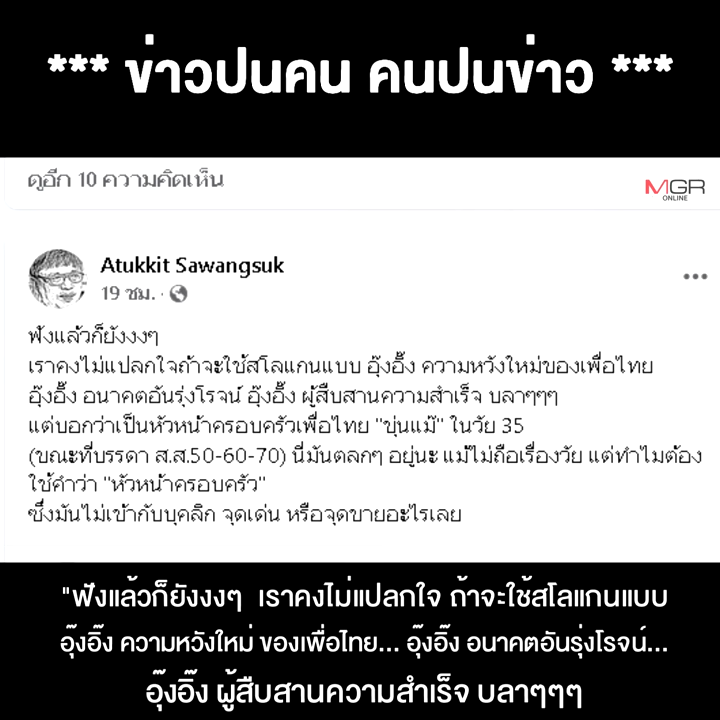 *** ข่าวปนคน คนปนข่าว ***
ดูอีก 10 ความคิดเห็น
MGR
ONLINE
Atukkit Sawangsuk
19 ชม. ·
ฟังแล้วก็ยังงงๆ
เราคงไม่แปลกใจถ้าจะใช้สโลแกนแบบ อุ๊งอิ๊ง ความหวังใหม่ของเพื่อไทย
อุ๊งอิ๊ง อนาคตอันรุ่งโรจน์ อุ๊งอิ๊ง ผู้สืบสานความสำเร็จ บลาๆๆๆ
แต่บอกว่าเป็นหัวหน้าครอบครัวเพื่อไทย "ขุ่นแม๊" ในวัย 35
(ขณะที่บรรดา ส.ส.50-60-70) นี่มันตลกๆ อยู่นะ แม้ไม่ถือเรื่องวัย แต่ทำไมต้อง
ใช้คำว่า "หัวหน้าครอบครัว"
ซึ่งมันไม่เข้ากับบุคลิก จุดเด่น หรือจุดขายอะไรเลย
"ฟังแล้วก็ยังงงๆ เราคงไม่แปลกใจ ถ้าจะใช้สโลแกนแบบ
อุ๊งอิ๊ง ความหวังใหม่ ของเพื่อไทย... อุ๊งอิ๊ง อนาคตอันรุ่งโรจน์...
อุ๊งอิ๊ง ผู้สืบสานความสำเร็จ บลาๆๆๆ